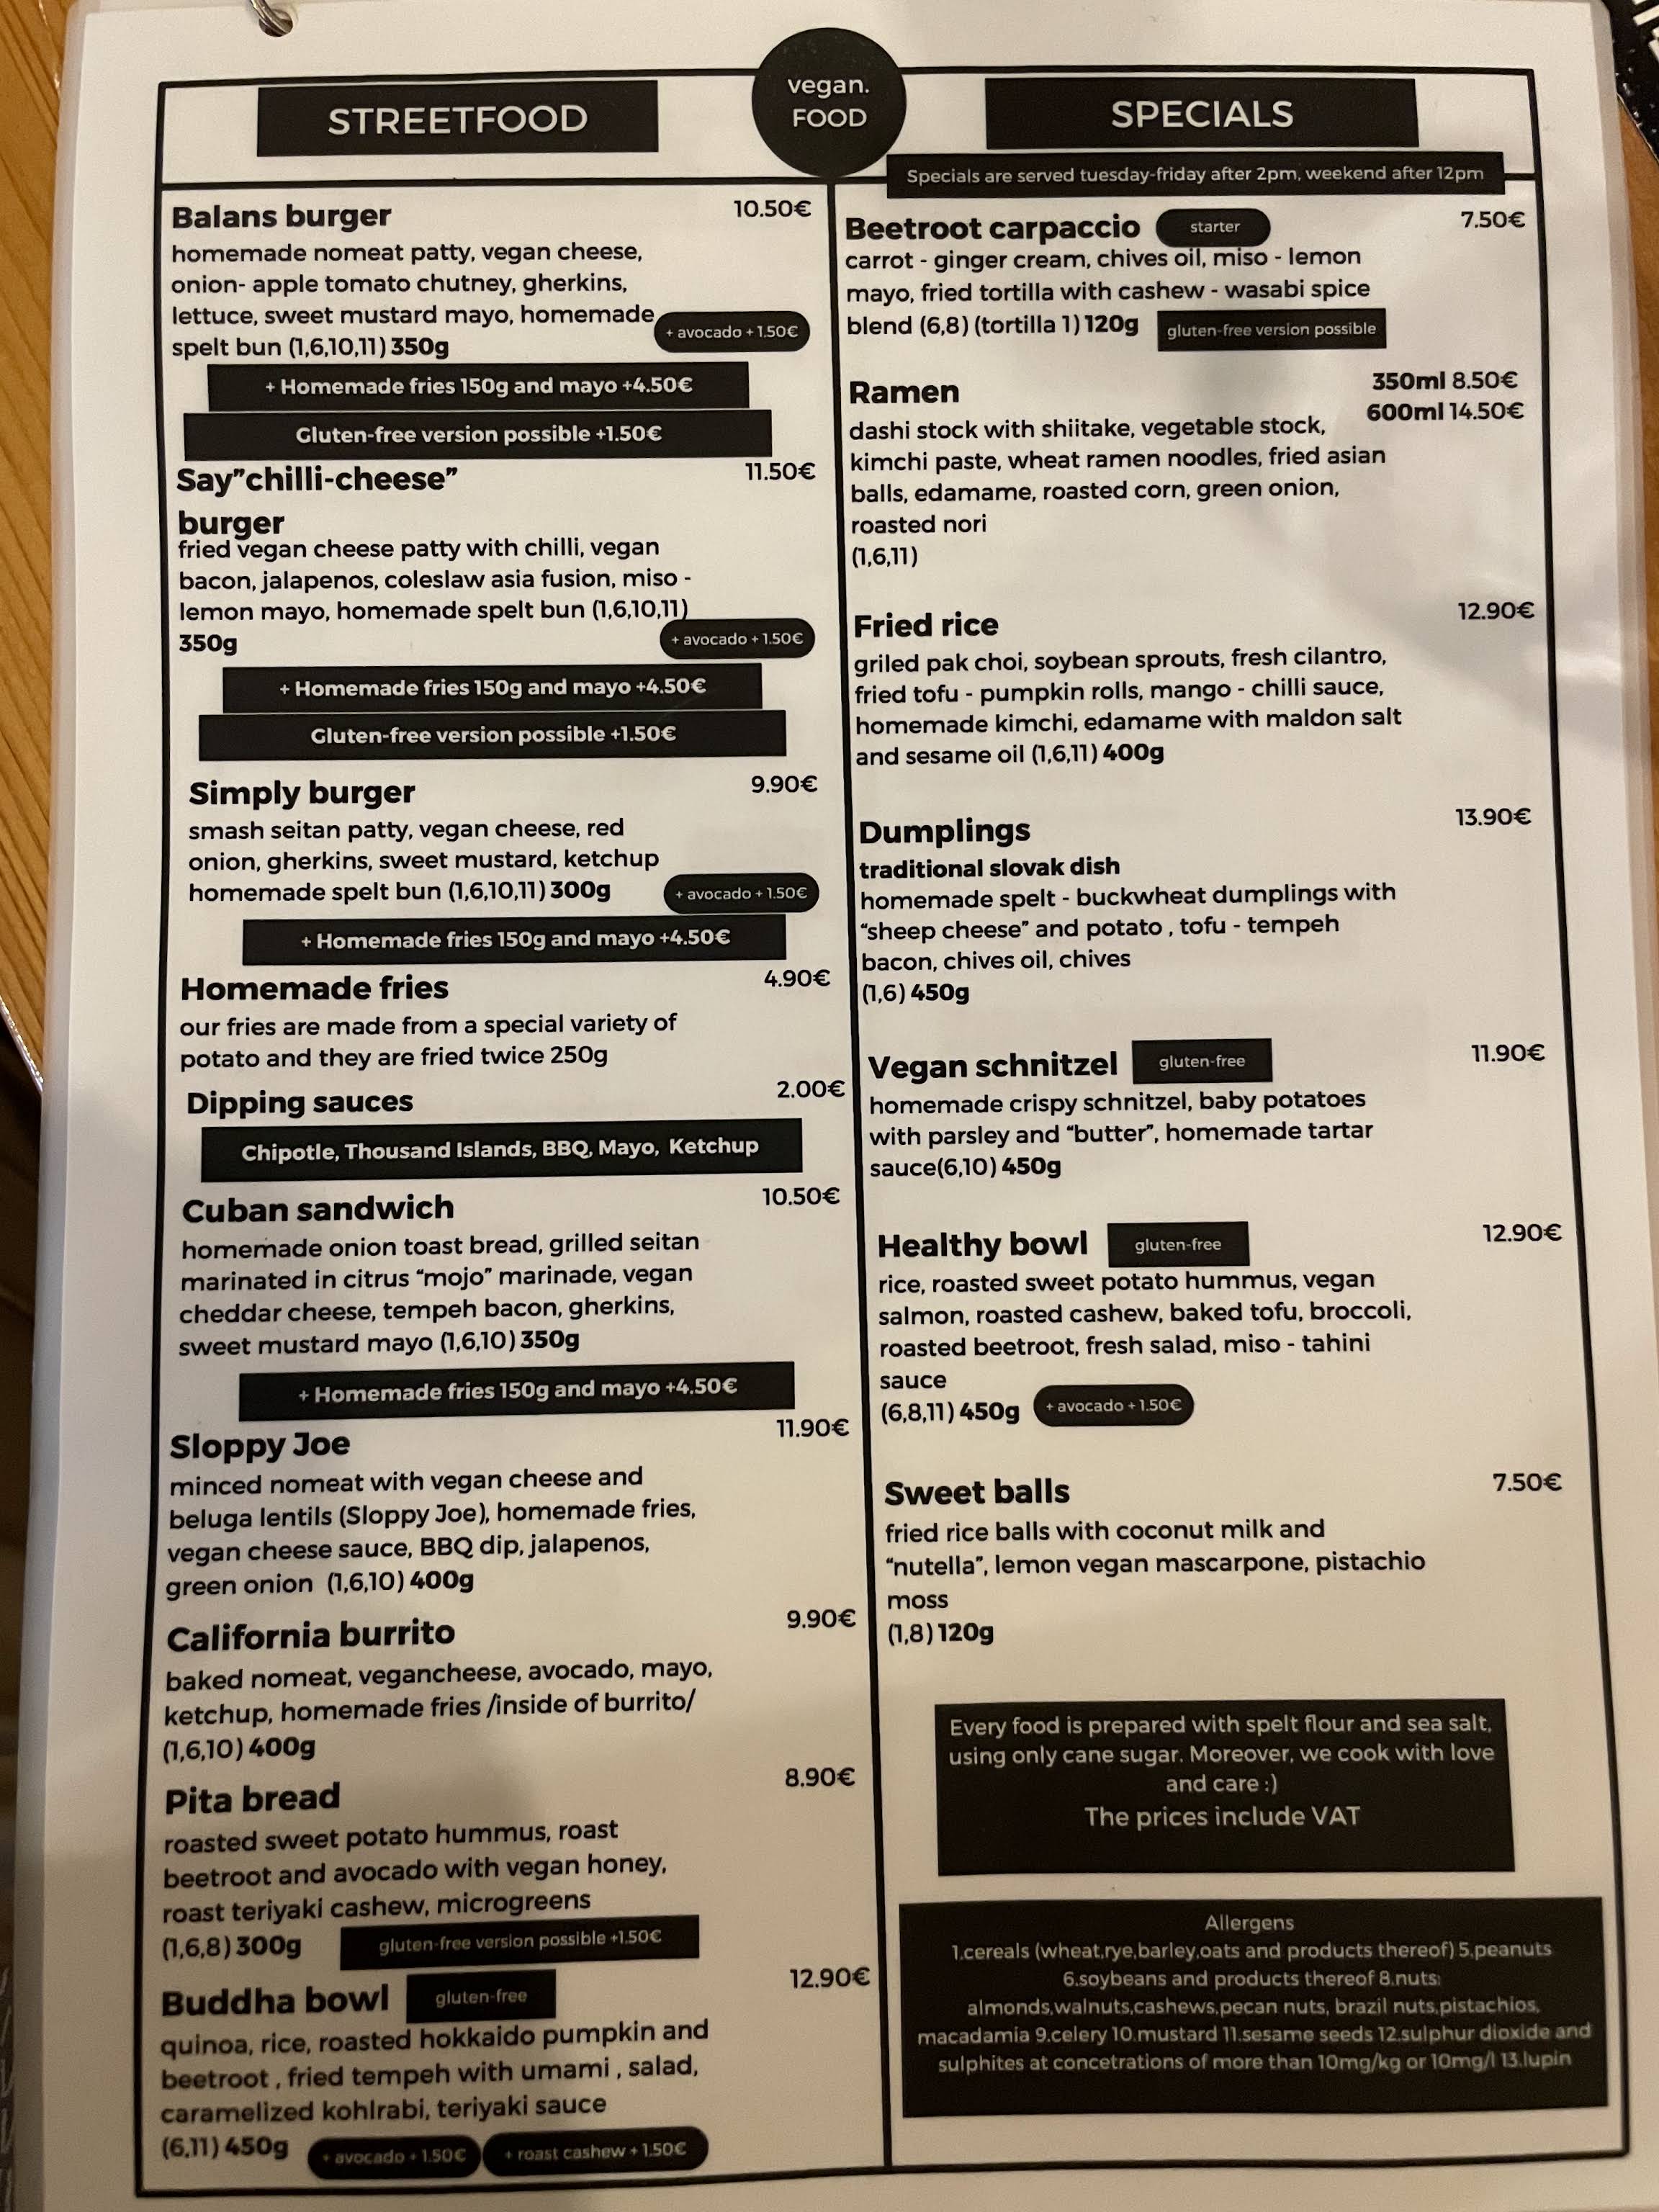 vegan.
FOOD
STREETFOOD
Balans burger
10.50€
homemade nomeat patty, vegan cheese,
onion- apple tomato chutney, gherkins,
lettuce, sweet mustard mayo, homemade
spelt bun (1,6,10,11) 350g
+ avocado + 1.50€
+ Homemade fries 150g and mayo +4.50€
Gluten-free version possible +1.50€
Say"chilli-cheese"
11.50€
burger
fried vegan cheese patty with chilli, vegan
bacon, jalapenos, coleslaw asia fusion, miso -
lemon mayo, homemade spelt bun (1,6,10,11)
350g
+ avocado + 1.50€
+ Homemade fries 150g and mayo +4.50€
Gluten-free version possible +1.50€
Simply burger
9.90€
smash seitan patty, vegan cheese, red
onion, gherkins, sweet mustard, ketchup
homemade spelt bun (1,6,10,11) 300g
+ avocado + 1.50€
+ Homemade fries 150g and mayo +4.50€
Homemade fries
4.90€
our fries are made from a special variety of
potato and they are fried twice 250g
Dipping sauces
2.00€
Chipotle, Thousand Islands, BBQ, Mayo, Ketchup
Cuban sandwich
10.50€
homemade onion toast bread, grilled seitan
marinated in citrus “mojo” marinade, vegan
cheddar cheese, tempeh bacon, gherkins,
sweet mustard mayo (1,6,10) 350g
+ Homemade fries 150g and mayo +4.50€
Sloppy Joe
11.90€
minced nomeat with vegan cheese and
beluga lentils (Sloppy Joe), homemade fries,
vegan cheese sauce, BBQ dip, jalapenos,
green onion (1,6,10) 400g
California burrito
9.90€
baked nomeat, vegancheese, avocado, mayo,
ketchup, homemade fries /inside of burrito/
(1,6,10) 400g
Pita bread
8.90€
roasted sweet potato hummus, roast
beetroot and avocado with vegan honey,
roast teriyaki cashew, microgreens
(1,6,8) 300g
gluten-free version possible +1.50€
Buddha bowl
gluten-free
12.90€
quinoa, rice, roasted hokkaido pumpkin and
beetroot , fried tempeh with umami , salad,
caramelized kohlrabi, teriyaki sauce
(6,11) 450g
+ avocado + 1.50€
+ roast cashew + 1.50€
SPECIALS
Specials are served tuesday-friday after 2pm, weekend after 12pm
Beetroot carpaccio
starter
7.50€
carrot - ginger cream, chives oil, miso - lemon
mayo, fried tortilla with cashew - wasabi spice
blend (6,8) (tortilla 1) 120g
gluten-free version possible
Ramen
350ml 8.50€
600ml 14.50€
dashi stock with shiitake, vegetable stock,
kimchi paste, wheat ramen noodles, fried asian
balls, edamame, roasted corn, green onion,
roasted nori
(1,6,11)
Fried rice
12.90€
griled pak choi, soybean sprouts, fresh cilantro,
fried tofu - pumpkin rolls, mango - chilli sauce,
homemade kimchi, edamame with maldon salt
and sesame oil (1,6,11) 400g
Dumplings
13.90€
traditional slovak dish
homemade spelt - buckwheat dumplings with
“sheep cheese” and potato , tofu - tempeh
bacon, chives oil, chives
(1,6) 450g
Vegan schnitzel
gluten-free
11.90€
homemade crispy schnitzel, baby potatoes
with parsley and “butter”, homemade tartar
sauce(6,10) 450g
Healthy bowl
gluten-free
12.90€
rice, roasted sweet potato hummus, vegan
salmon, roasted cashew, baked tofu, broccoli,
roasted beetroot, fresh salad, miso - tahini
sauce
(6,8,11) 450g
+ avocado + 1.50€
Sweet balls
7.50€
fried rice balls with coconut milk and
“nutella”, lemon vegan mascarpone, pistachio
moss
(1,8) 120g
Every food is prepared with spelt flour and sea salt,
using only cane sugar. Moreover, we cook with love
and care :)
The prices include VAT
Allergens
1.cereals (wheat,rye,barley,oats and products thereof) 5.peanuts
6.soybeans and products thereof 8.nuts:
almonds,walnuts,cashews,pecan nuts, brazil nuts,pistachios,
macadamia 9.celery 10.mustard 11.sesame seeds 12.sulphur dioxide and
sulphites at concetrations of more than 10mg/kg or 10mg/l 13.lupin